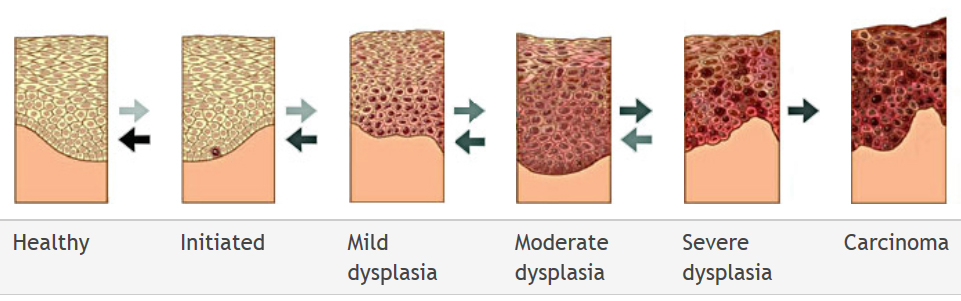 Healthy
Initiated
Mild
dysplasia
Moderate
dysplasia
Severe
dysplasia
Carcinoma